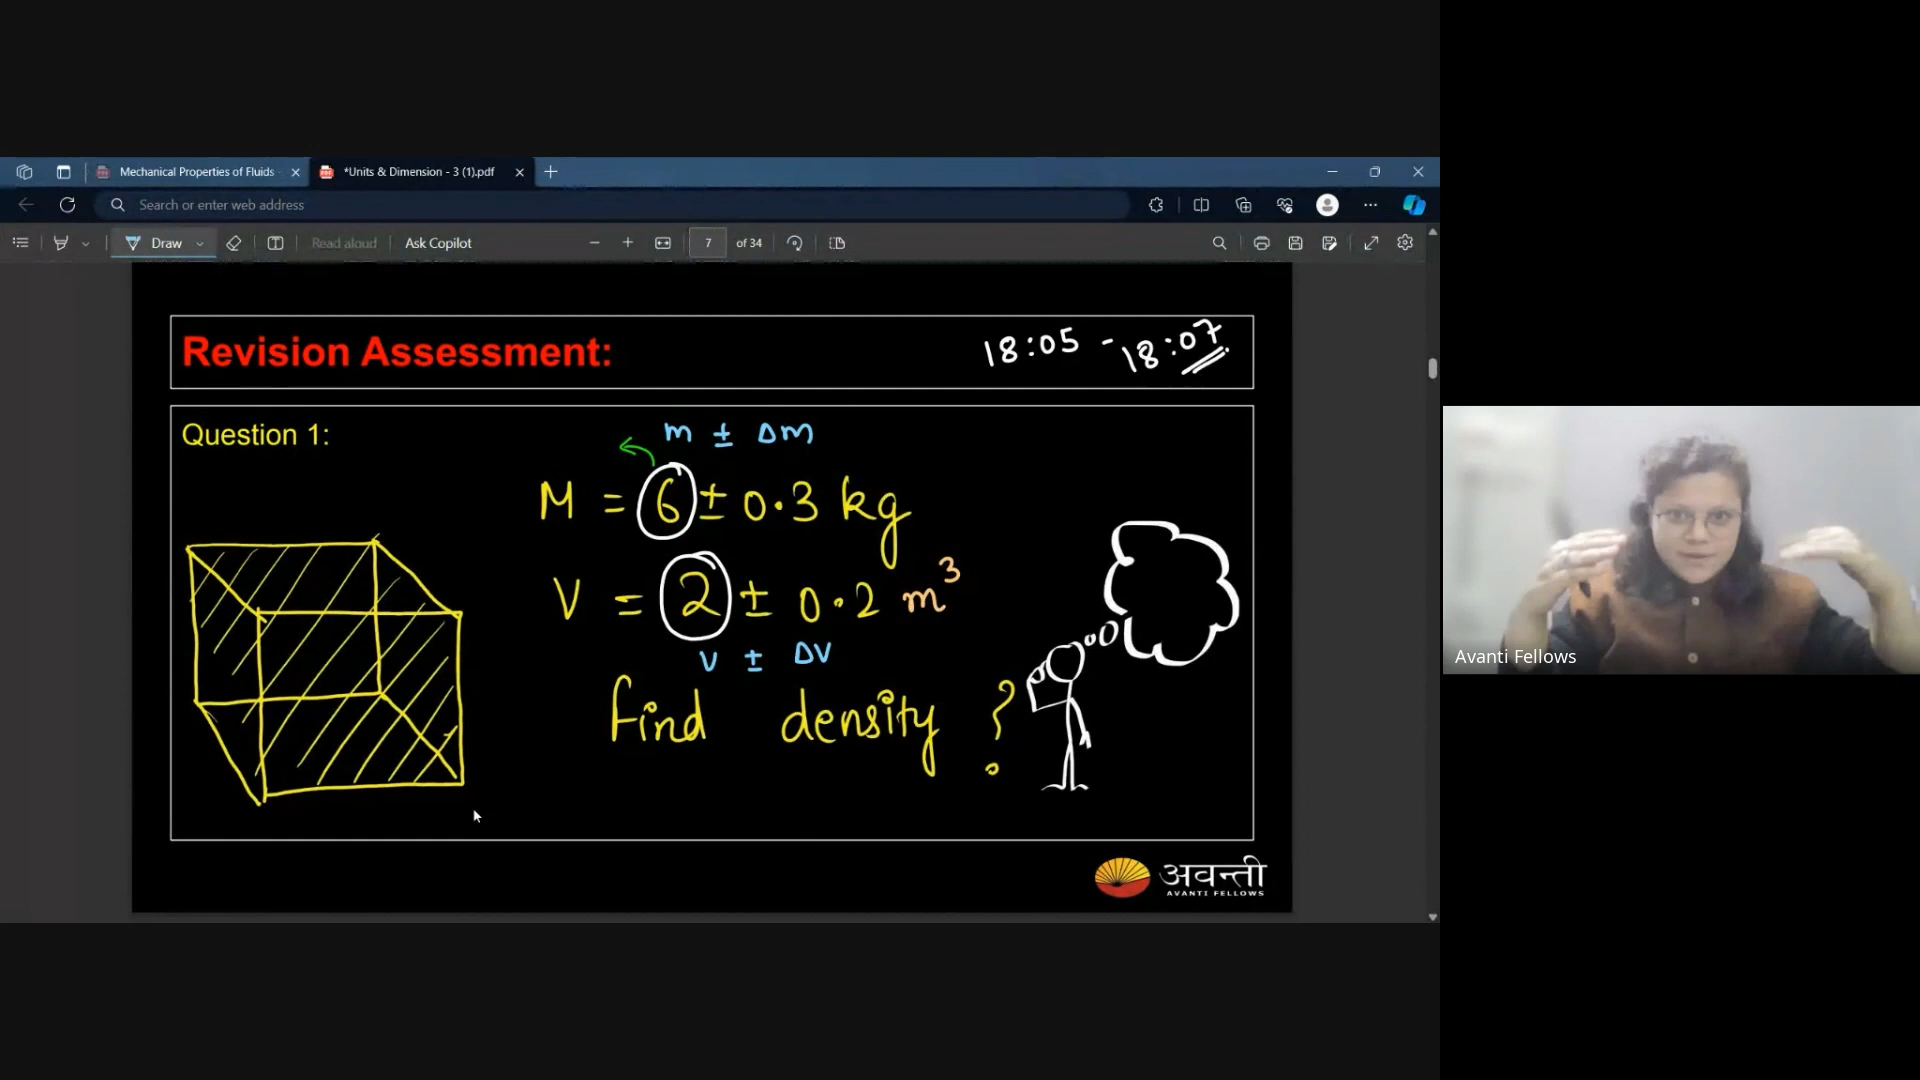 Mechanical Properties of Fluids
*Units & Dimension - 3 (1).pdf
Search or enter web address
Draw
Read aloud
Ask Copilot
7 of 34
Revision Assessment:
18:05 - 18:07
Question 1:
m ± Δm
M = 6 ± 0.3 kg
V = 2 ± 0.2 m³
v ± ΔV
Find density ?
अवन्ती
AVANTI FELLOWS
Avanti Fellows